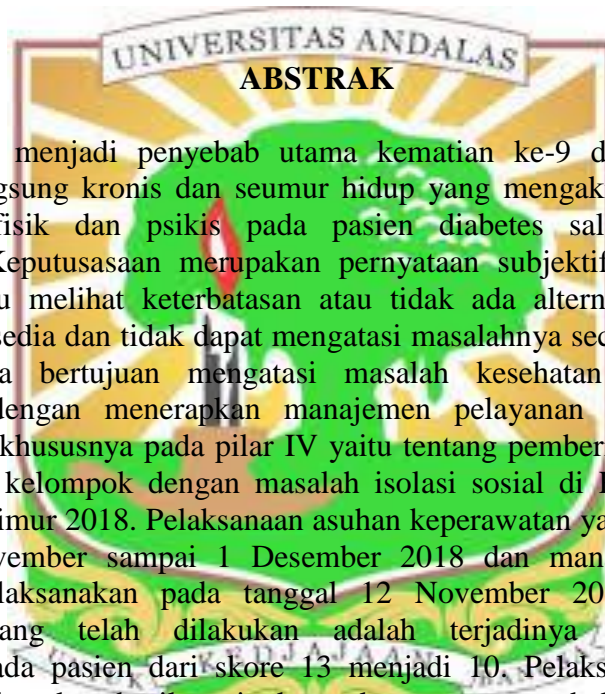 UNIVERSITAS ANDALAS
ABSTRAK
menjadi penyebab utama kematian ke-9 d
gsung kronis dan seumur hidup yang mengak
fisik dan psikis pada pasien diabetes sal
Keputusasaan merupakan pernyataan subjektif
u melihat keterbatasan atau tidak ada altern
sedia dan tidak dapat mengatasi masalahnya sec
a bertujuan mengatasi masalah kesehatan
dengan menerapkan manajemen pelayanan
khususnya pada pilar IV yaitu tentang pember
kelompok dengan masalah isolasi sosial di
imur 2018. Pelaksanaan asuhan keperawatan ya
vember sampai 1 Desember 2018 dan man
laksanakan pada tanggal 12 November 20
ang telah dilakukan adalah terjadinya
ada pasien dari skore 13 menjadi 10. Pelaks